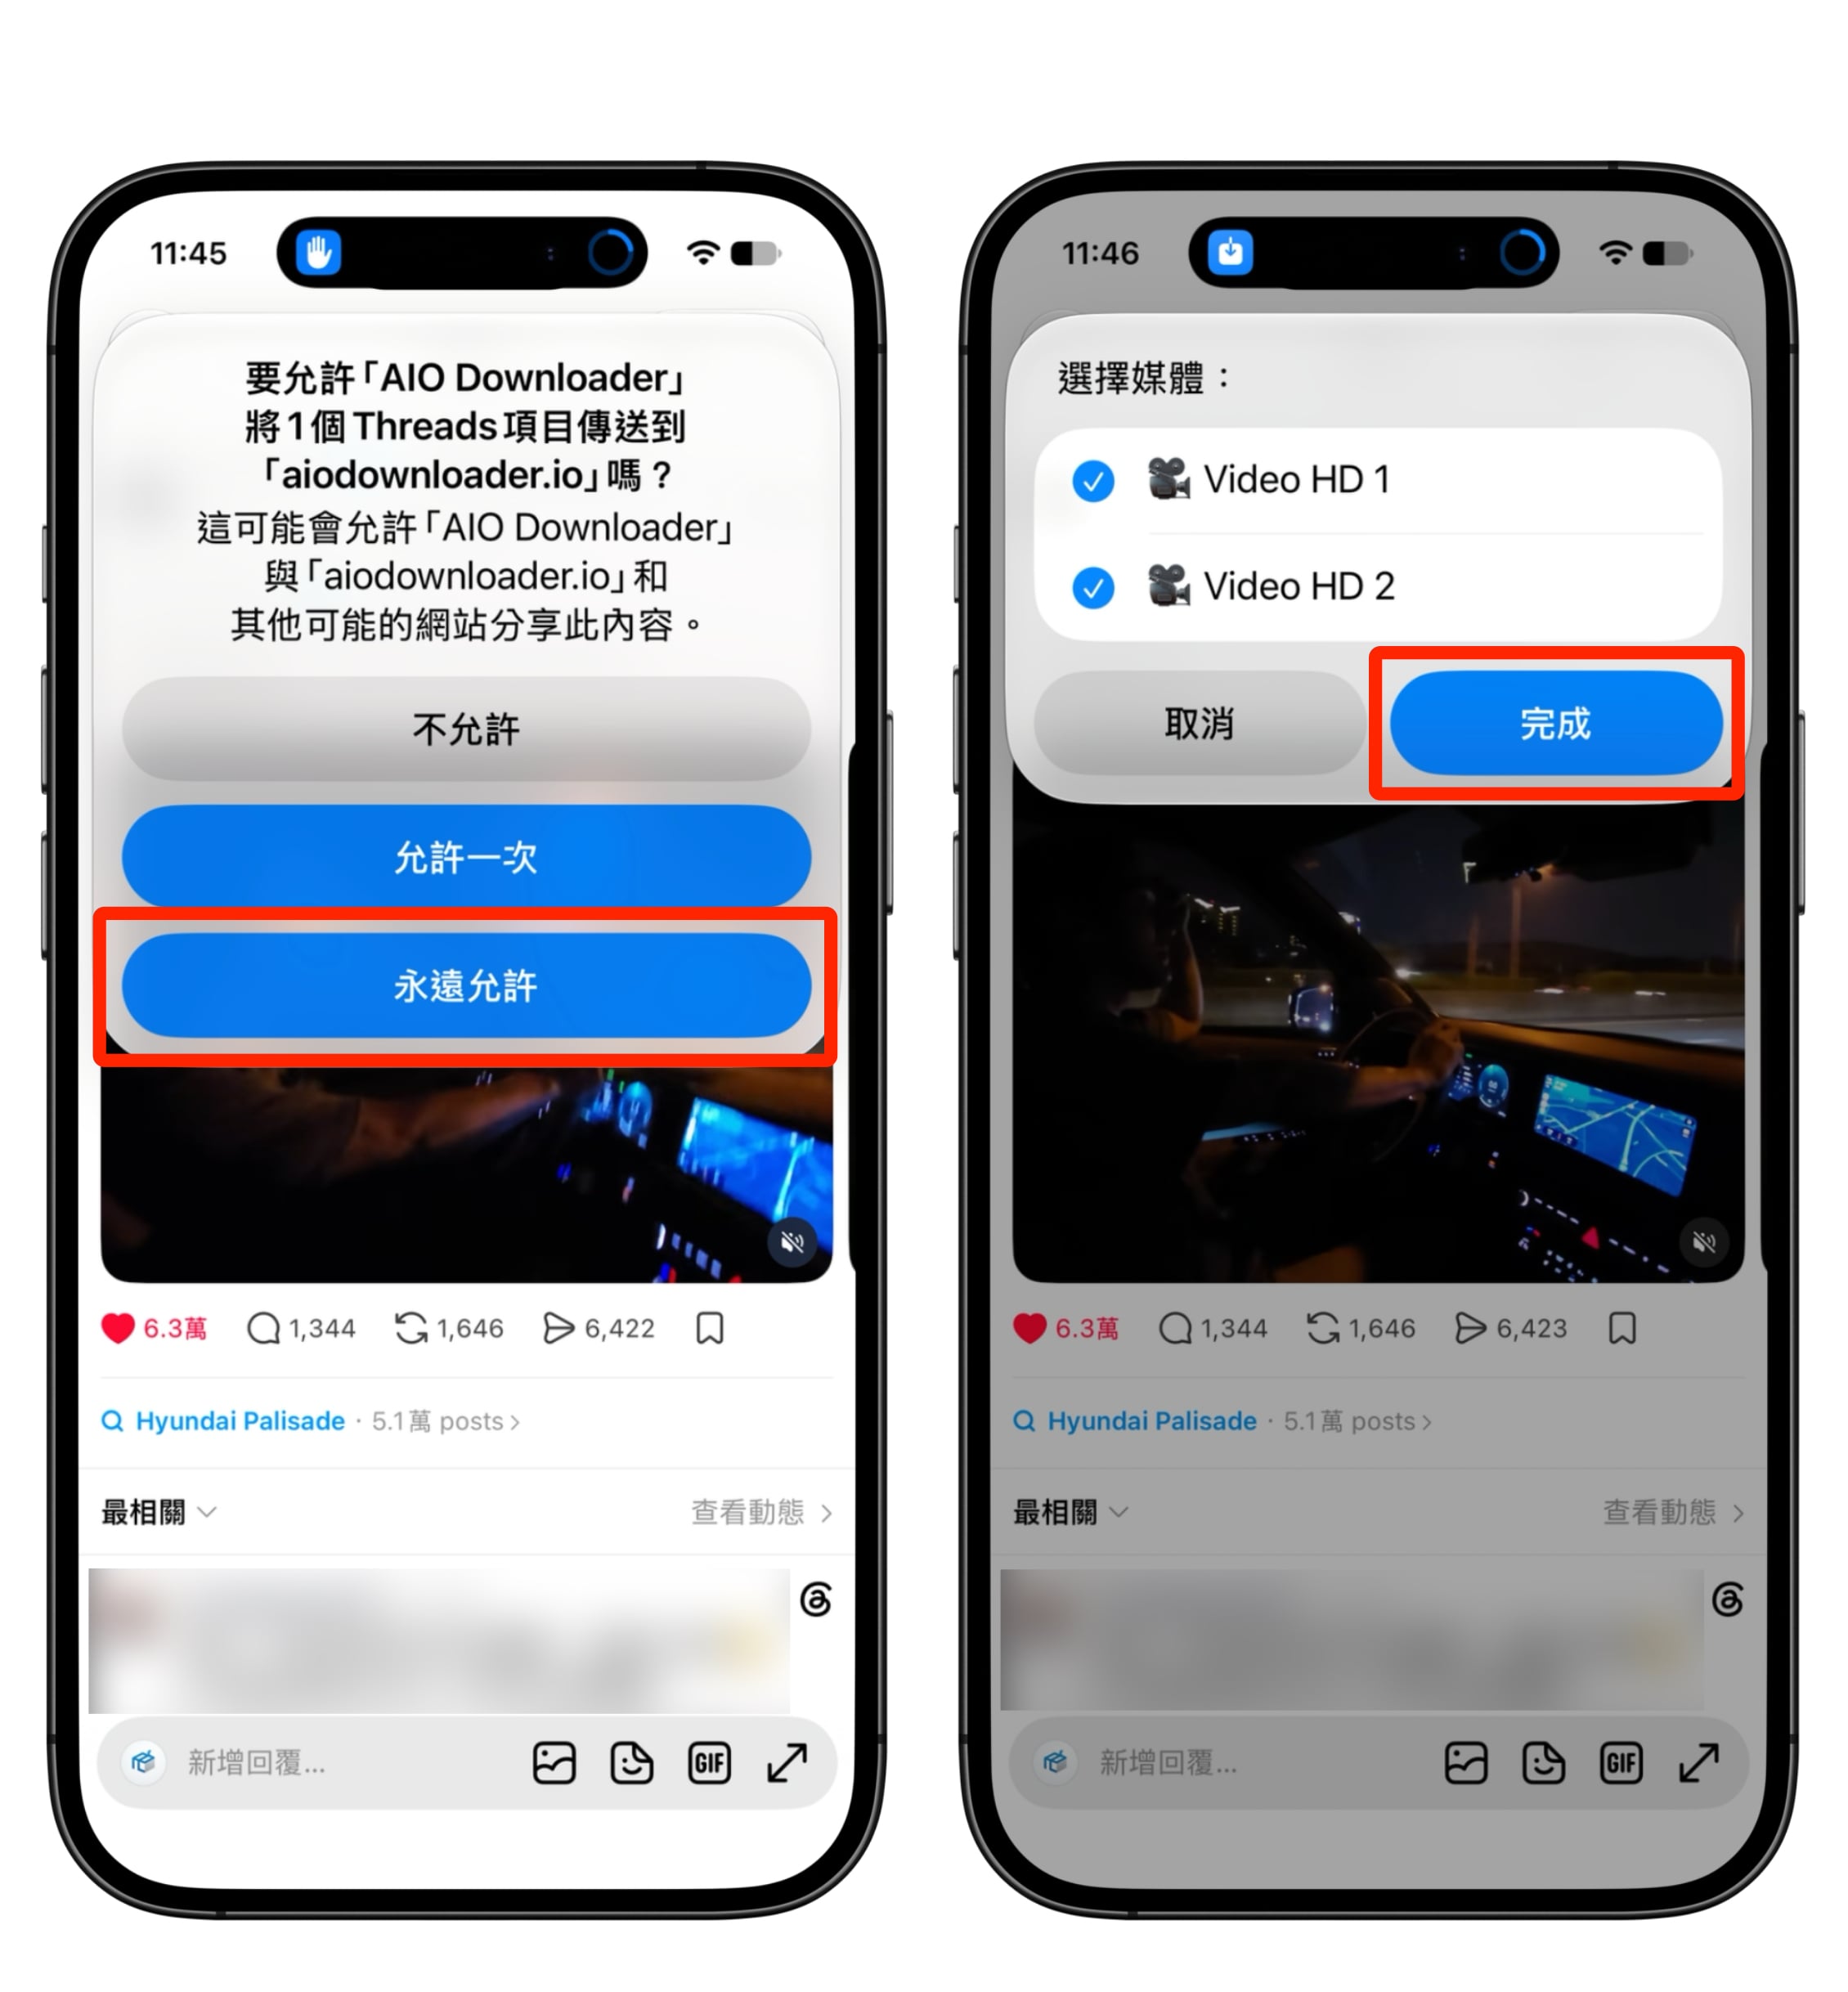 11:45
要允許「AIO Downloader」
將1個Threads項目傳送到
「aiodownloader.io」嗎？
這可能會允許「AIO Downloader」
與「aiodownloader.io」和
其他可能的網站分享此內容。
不允許
允許一次
永遠允許
6.3萬 1,344 1,646 6,422
Hyundai Palisade · 5.1萬 posts
最相關 查看動態
新增回覆... GIF
11:46
選擇媒體：
Video HD 1
Video HD 2
取消 完成
6.3萬 1,344 1,646 6,423
Hyundai Palisade · 5.1萬 posts
最相關 查看動態
新增回覆... GIF